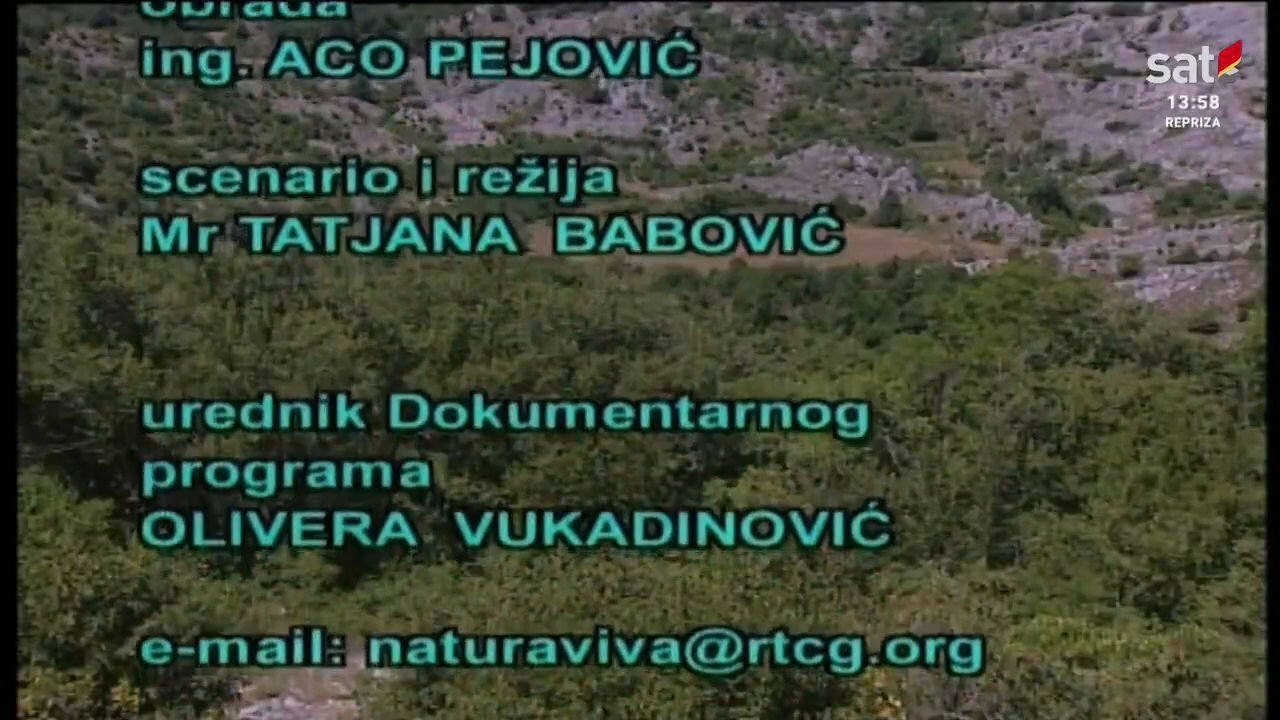 obrada
ing. ACO PEJOVIĆ
sat
13:58
REPRIZA
scenario i režija
Mr TATJANA BABOVIĆ
urednik Dokumentarnog
programa
OLIVERA VUKADINOVIĆ
e-mail: naturaviva@rtcg.org